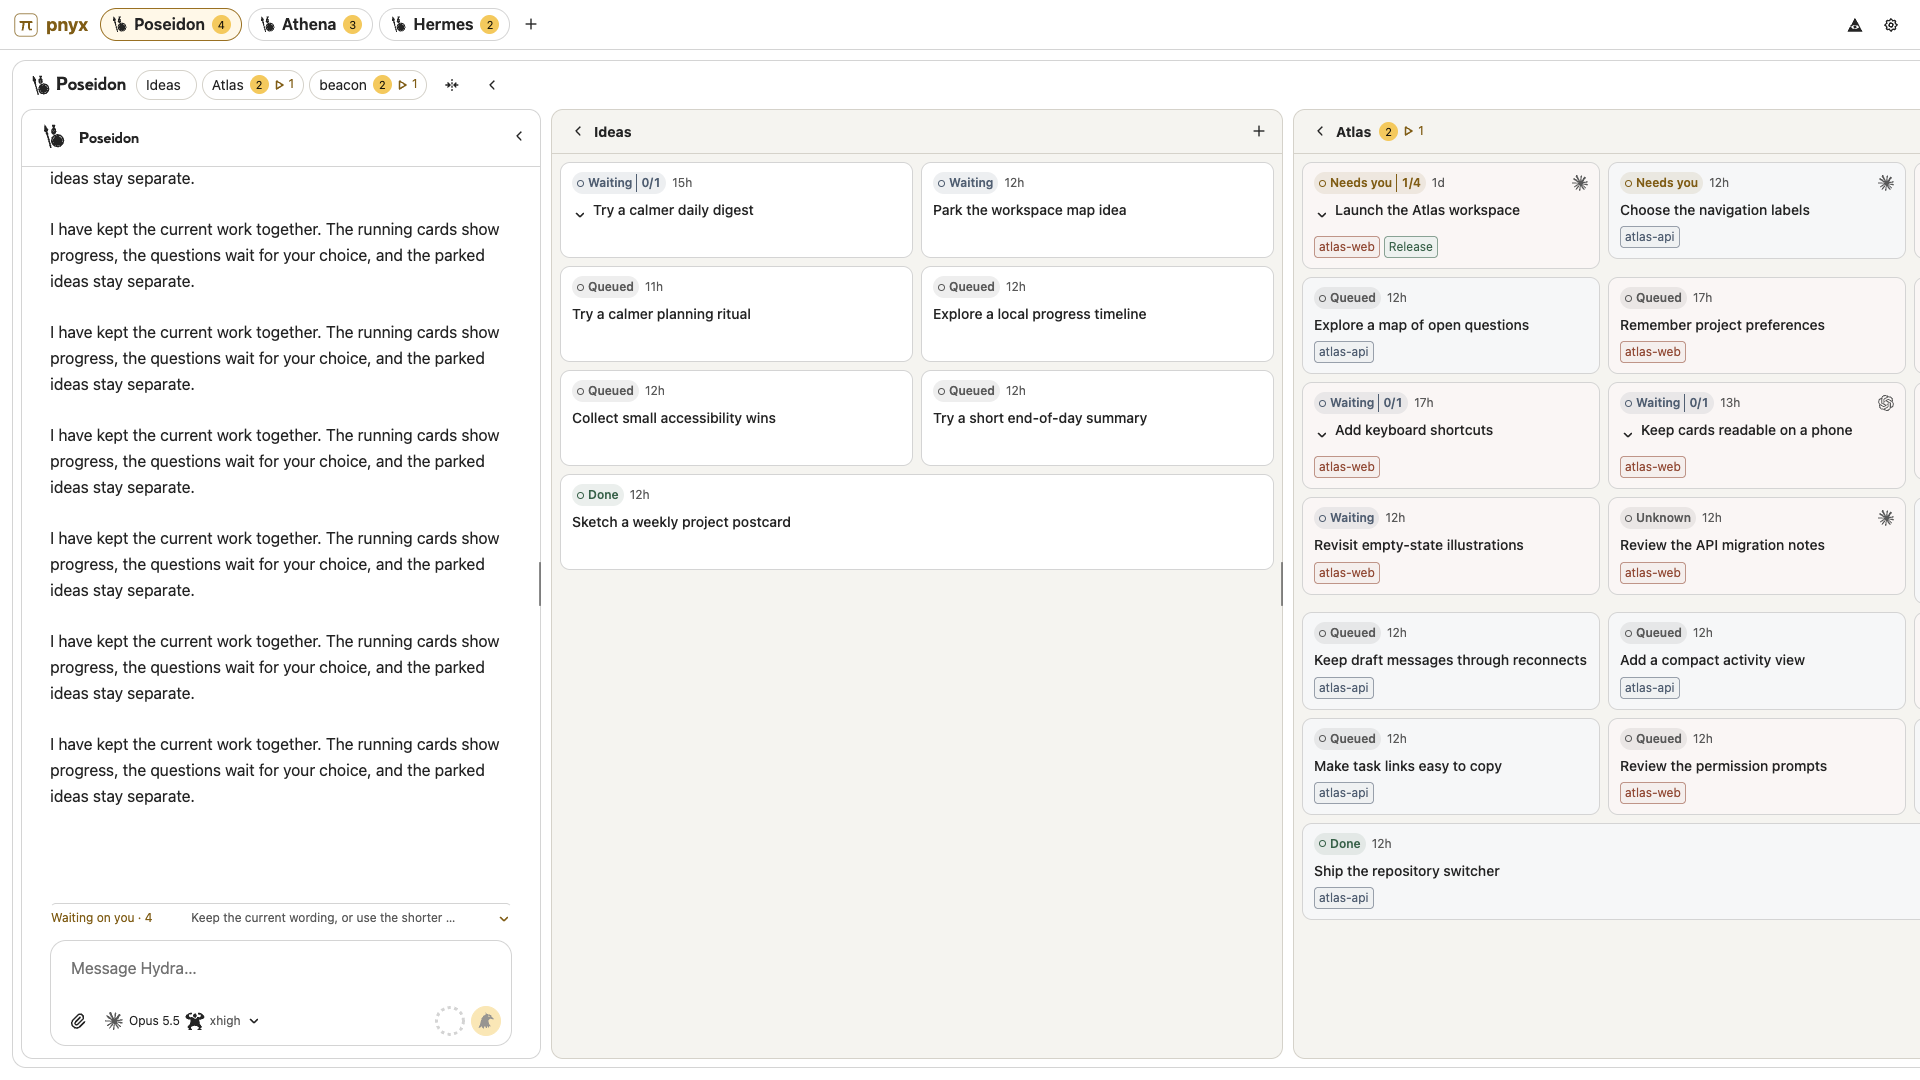 π pnyx Poseidon 4 Athena 3 Hermes 2 +
Poseidon Ideas Atlas 2 1 beacon 2 1
Poseidon
ideas stay separate.
I have kept the current work together. The running cards show
progress, the questions wait for your choice, and the parked
ideas stay separate.
I have kept the current work together. The running cards show
progress, the questions wait for your choice, and the parked
ideas stay separate.
I have kept the current work together. The running cards show
progress, the questions wait for your choice, and the parked
ideas stay separate.
I have kept the current work together. The running cards show
progress, the questions wait for your choice, and the parked
ideas stay separate.
I have kept the current work together. The running cards show
progress, the questions wait for your choice, and the parked
ideas stay separate.
I have kept the current work together. The running cards show
progress, the questions wait for your choice, and the parked
ideas stay separate.
Waiting on you · 4 Keep the current wording, or use the shorter ...
Message Hydra...
Opus 5.5 xhigh
Ideas +
Waiting | 0/1 15h
Try a calmer daily digest
Waiting 12h
Park the workspace map idea
Queued 11h
Try a calmer planning ritual
Queued 12h
Explore a local progress timeline
Queued 12h
Collect small accessibility wins
Queued 12h
Try a short end-of-day summary
Done 12h
Sketch a weekly project postcard
Atlas 2 1
Needs you | 1/4 1d
Launch the Atlas workspace
atlas-web Release
Needs you 12h
Choose the navigation labels
atlas-api
Queued 12h
Explore a map of open questions
atlas-api
Queued 17h
Remember project preferences
atlas-web
Waiting | 0/1 17h
Add keyboard shortcuts
atlas-web
Waiting | 0/1 13h
Keep cards readable on a phone
atlas-web
Waiting 12h
Revisit empty-state illustrations
atlas-web
Unknown 12h
Review the API migration notes
atlas-web
Queued 12h
Keep draft messages through reconnects
atlas-api
Queued 12h
Add a compact activity view
atlas-api
Queued 12h
Make task links easy to copy
atlas-api
Queued 12h
Review the permission prompts
atlas-web
Done 12h
Ship the repository switcher
atlas-api